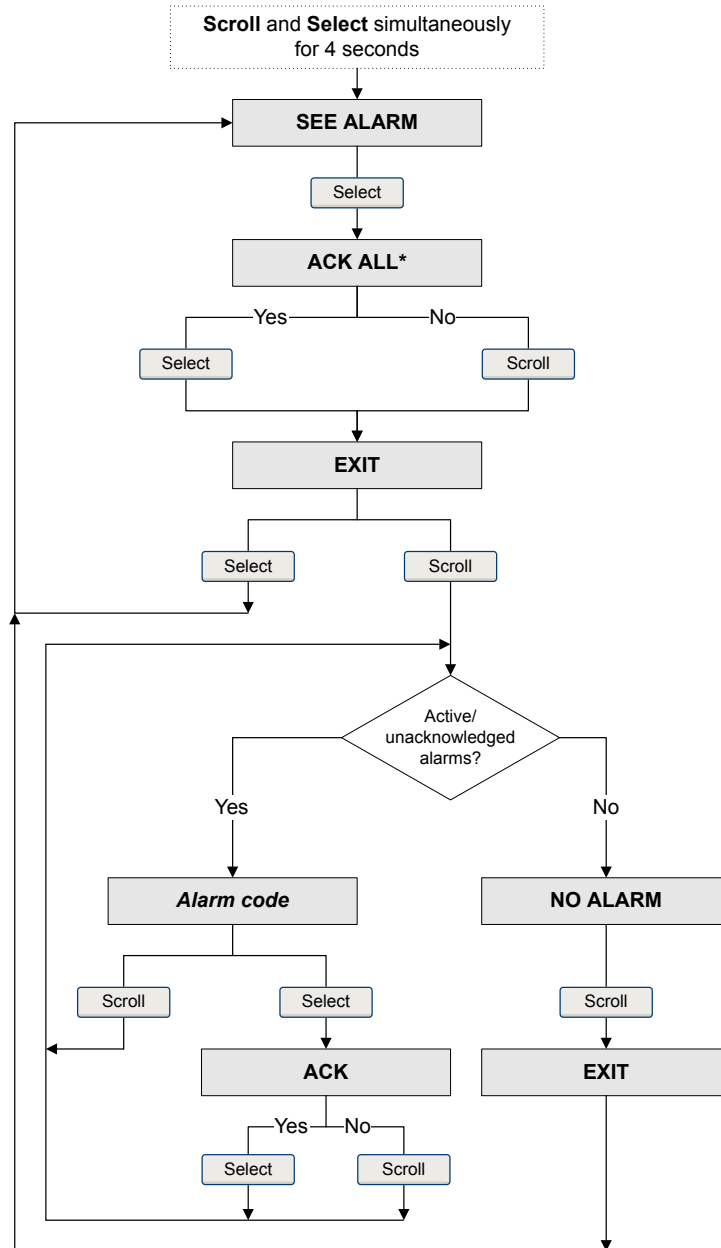 Scroll and Select simultaneously
for 4 seconds
SEE ALARM
Select
ACK ALL*
Yes
No
Select
Scroll
EXIT
Select
Scroll
Active/
unacknowledged
alarms?
Yes
No
Alarm code
NO ALARM
Scroll
Select
Scroll
ACK
EXIT
Yes
No
Select
Scroll